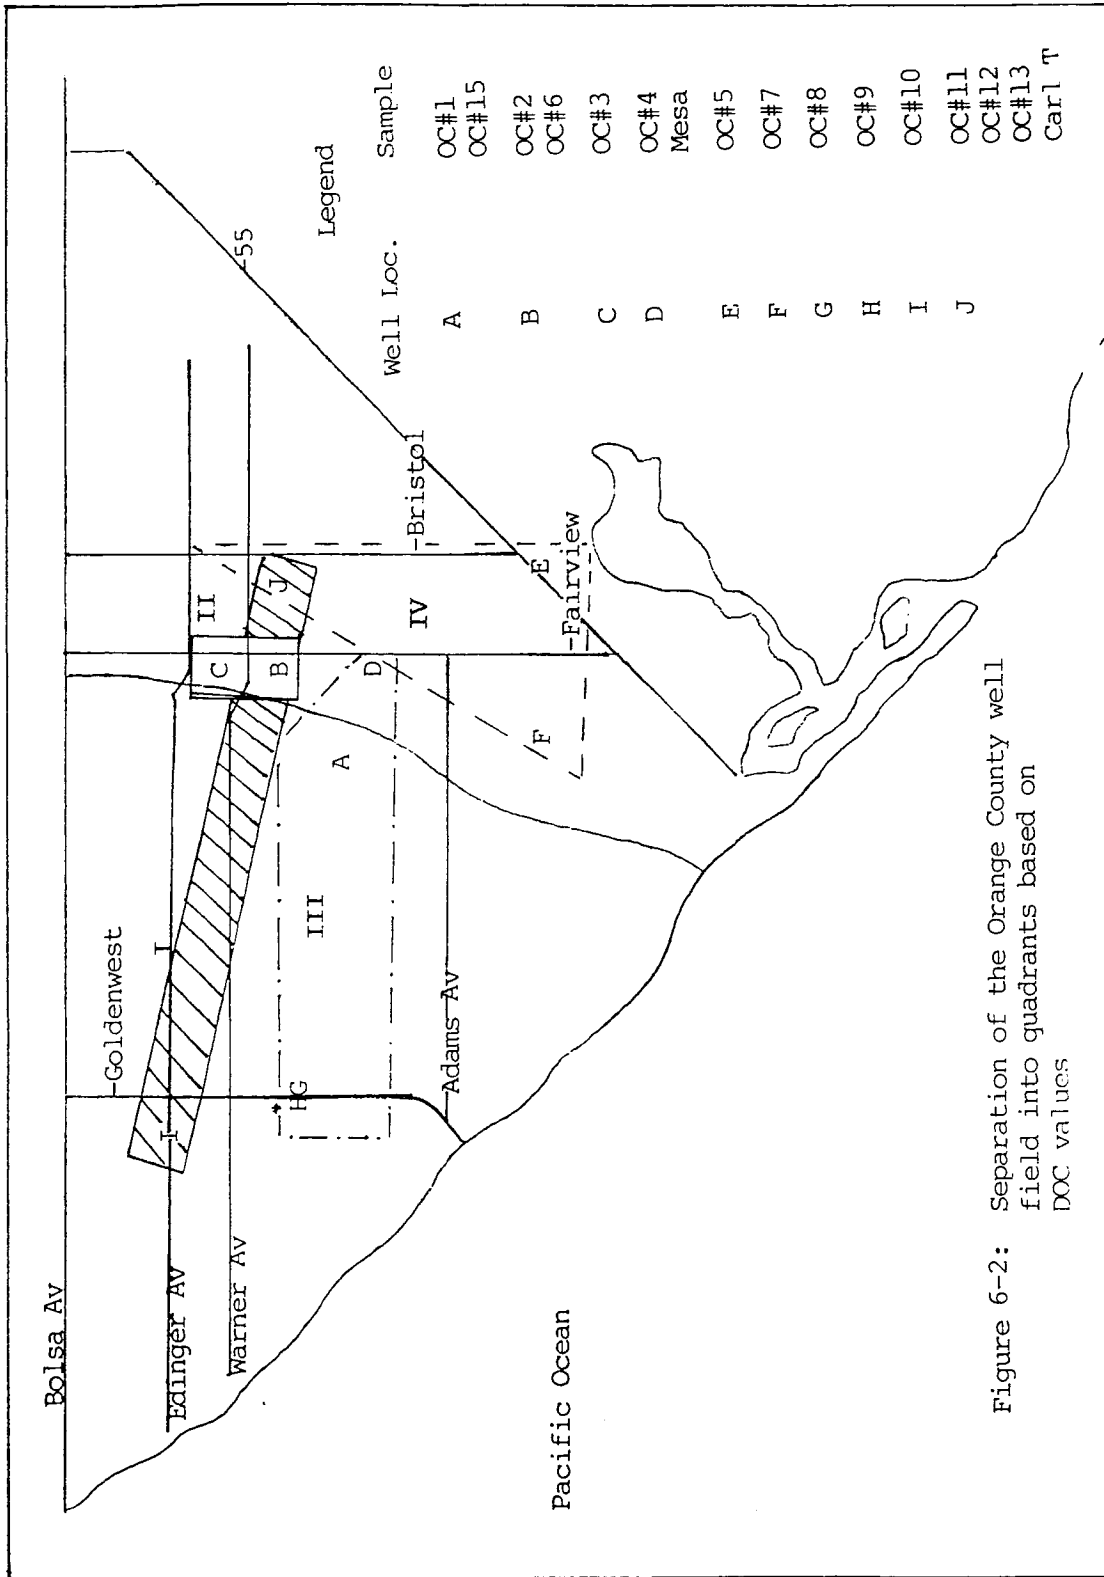 Bolsa Av
Edinger Av
Warner Av
Goldenwest
Adams Av
Pacific Ocean
I
I
HG
III
A
C
B
D
F
II
J
IV
E
Fairview
Bristol
55
Legend
Well Loc. Sample
A OC#1
OC#15
B OC#2
OC#6
C OC#3
D OC#4
Mesa
E OC#5
F OC#7
G OC#8
H OC#9
I OC#10
J OC#11
OC#12
OC#13
Carl T
Figure 6-2: Separation of the Orange County well
field into quadrants based on
DOC values